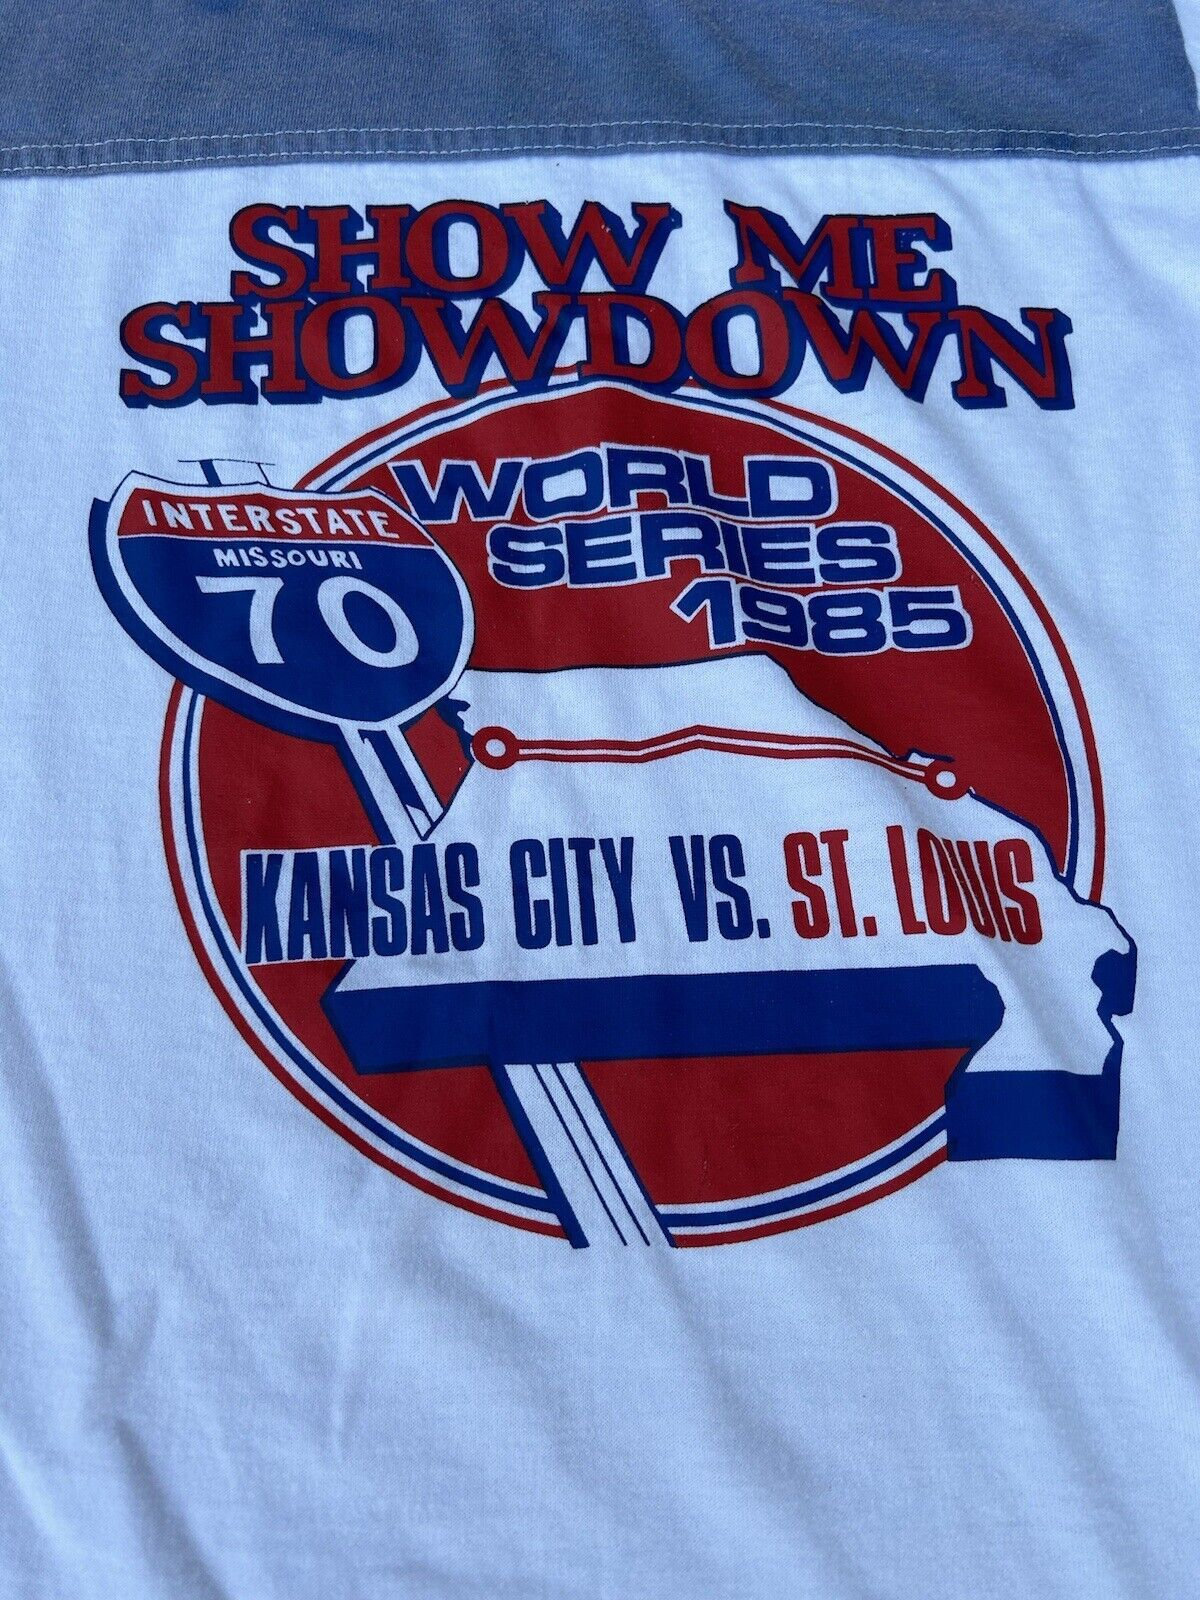 SHOW ME
SHOWDOWN
WORLD
SERIES
1985
INTERSTATE
MISSOURI
70
KANSAS CITY VS. ST. LOUIS